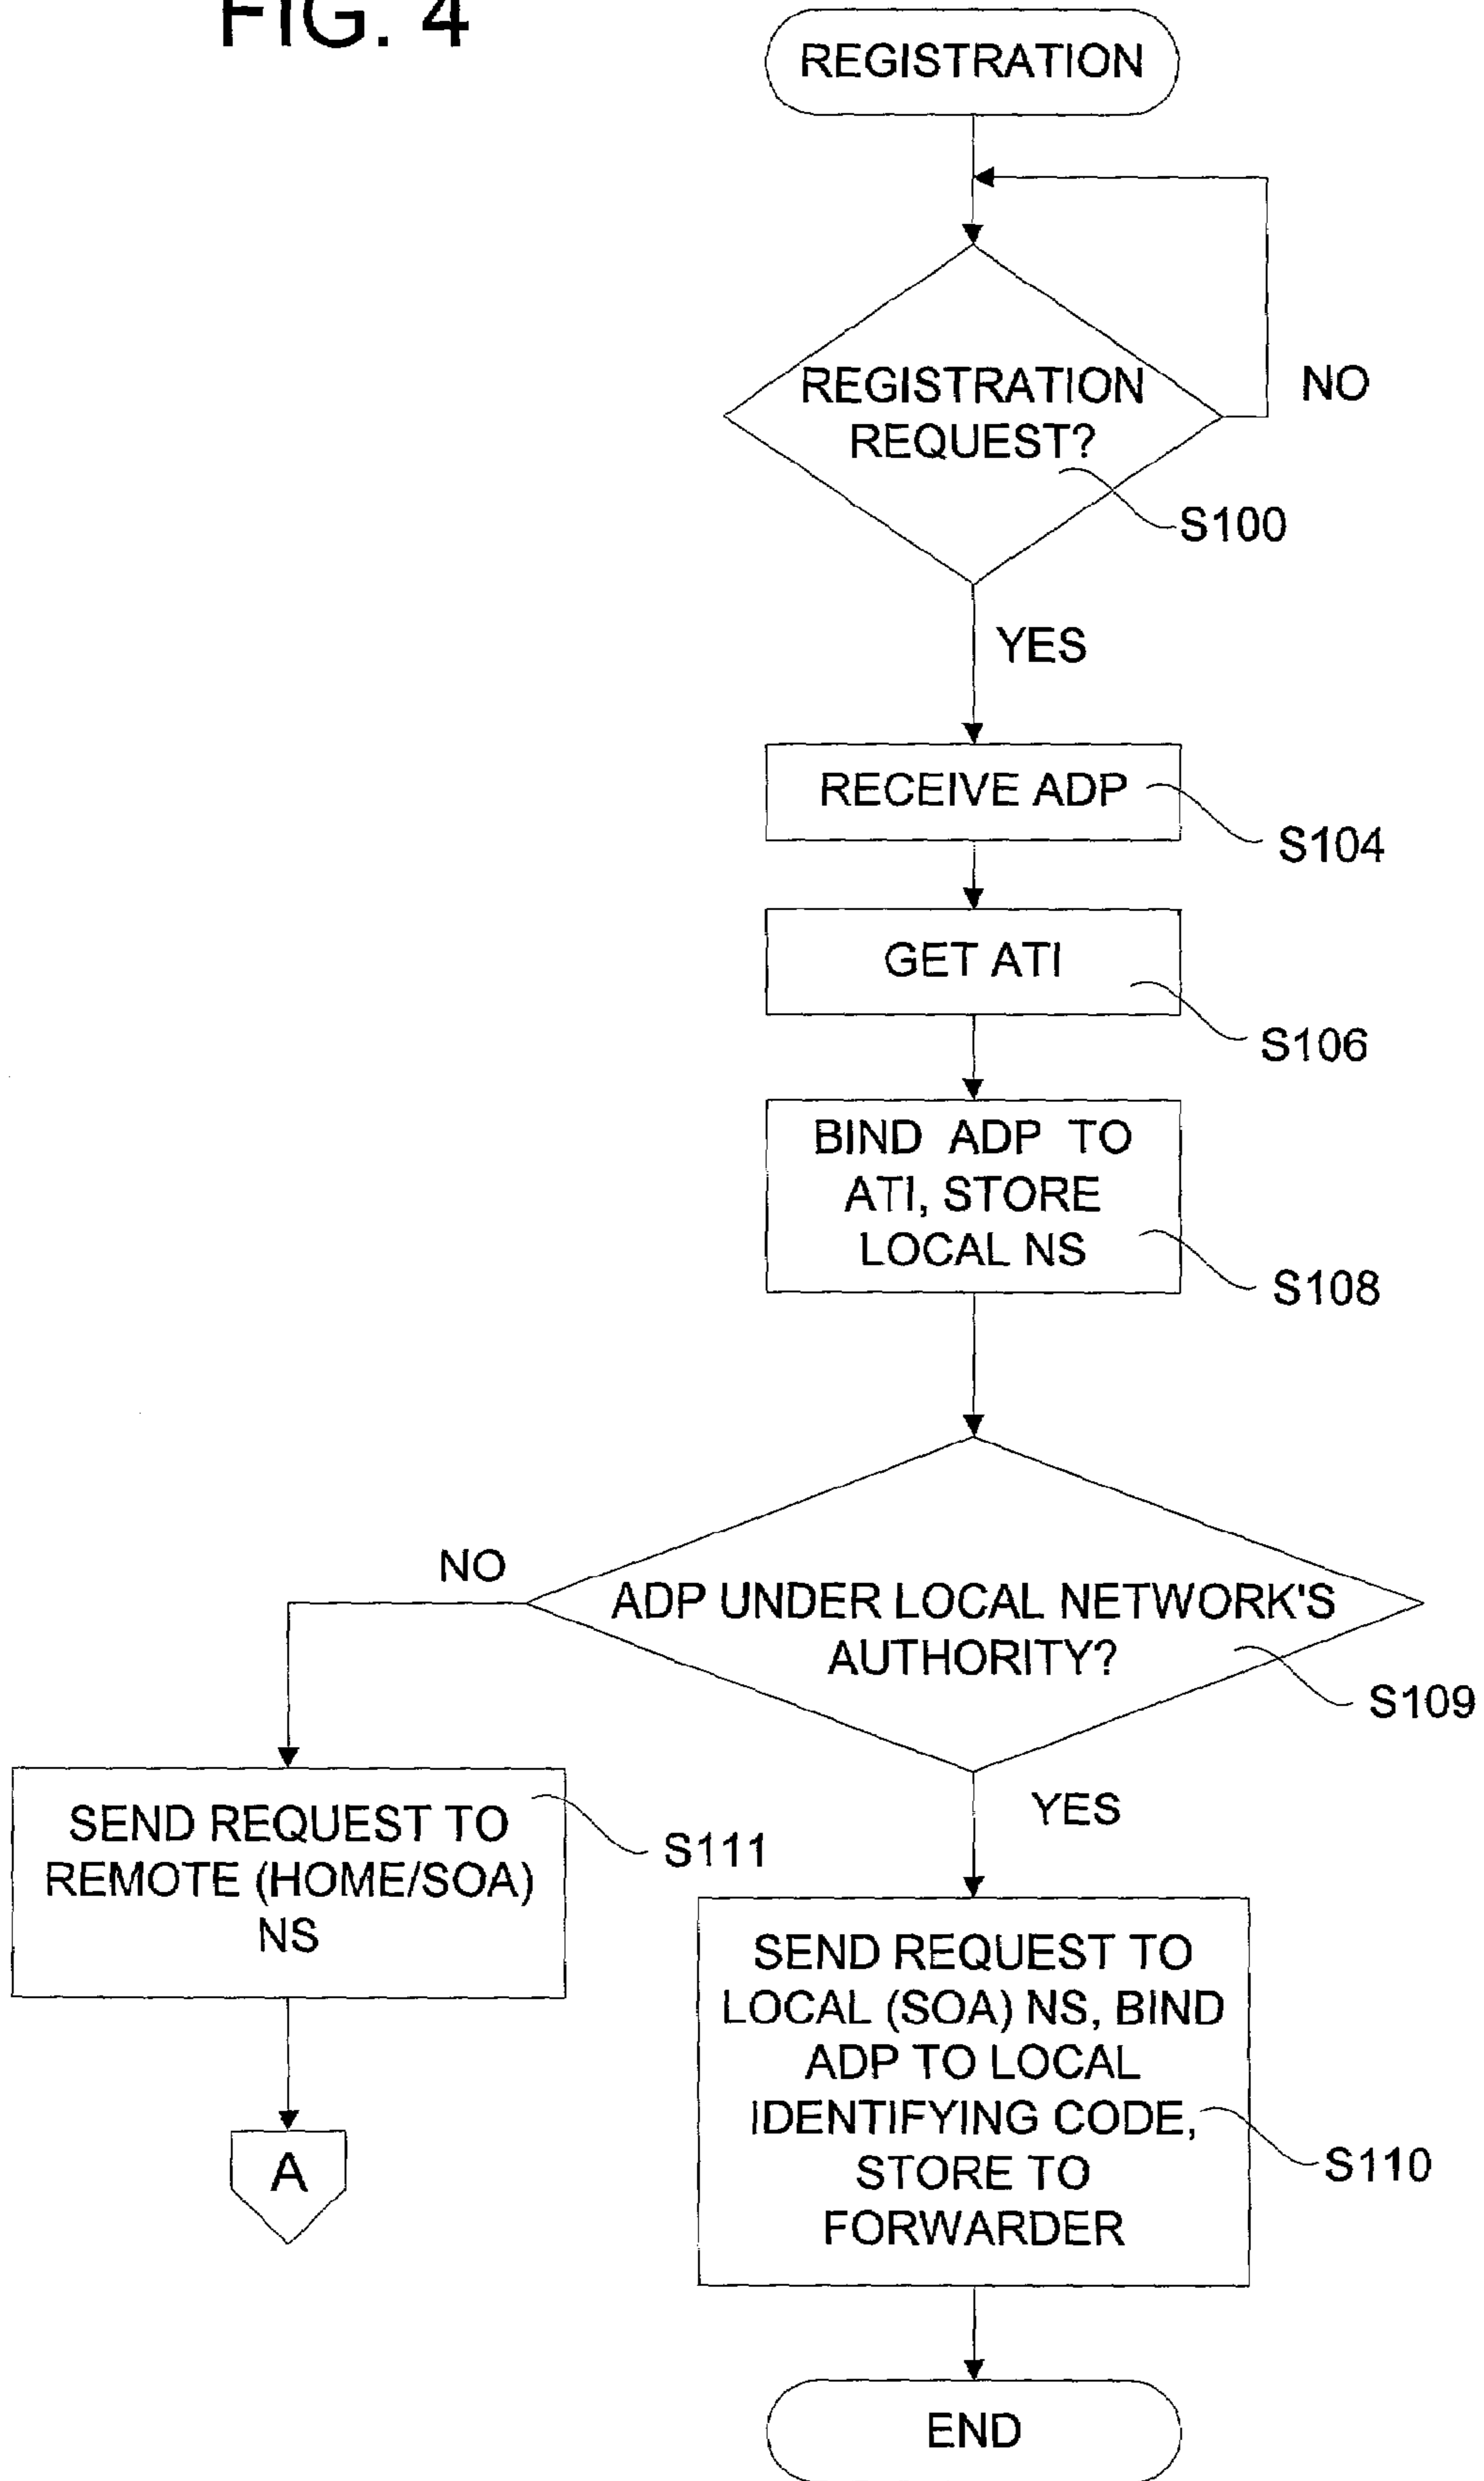 FIG. 4
REGISTRATION
REGISTRATION
REQUEST?
NO
S100
YES
RECEIVE ADP
S104
GET ATI
S106
BIND ADP TO
ATI, STORE
LOCAL NS
S108
NO
ADP UNDER LOCAL NETWORK'S
AUTHORITY?
S109
YES
SEND REQUEST TO
REMOTE (HOME/SOA)
NS
S111
SEND REQUEST TO
LOCAL (SOA) NS, BIND
ADP TO LOCAL
IDENTIFYING CODE,
STORE TO
FORWARDER
S110
A
END